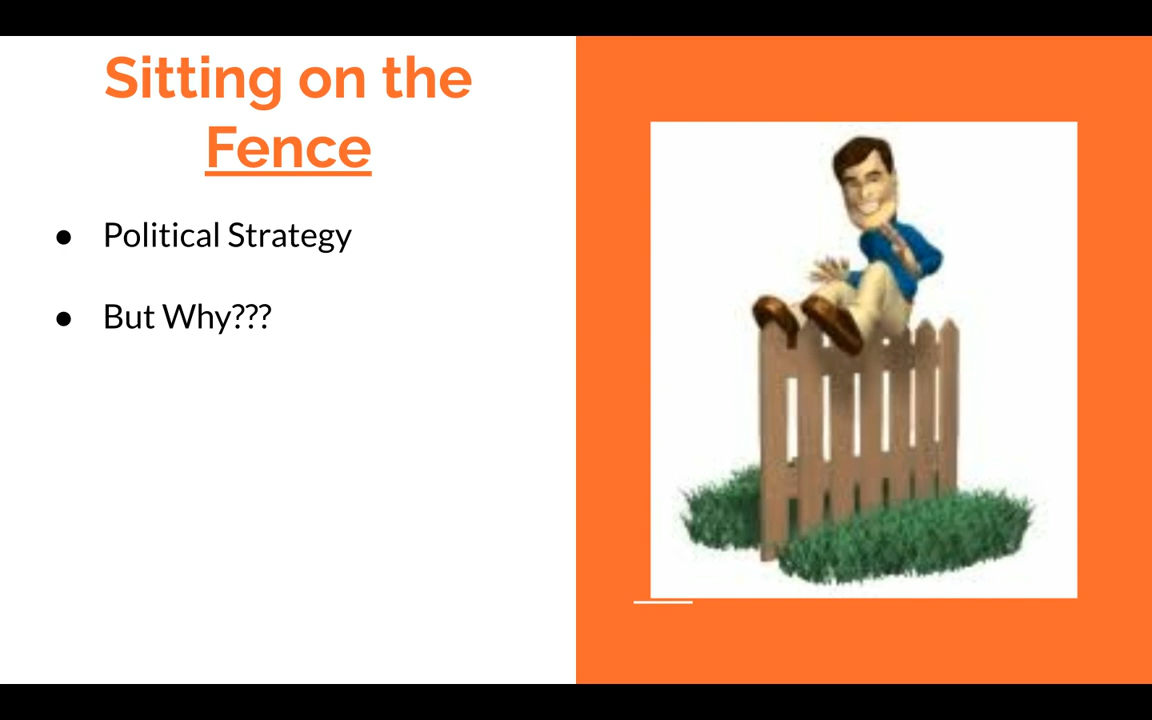 Sitting on the
Fence
● Political Strategy
● But Why???